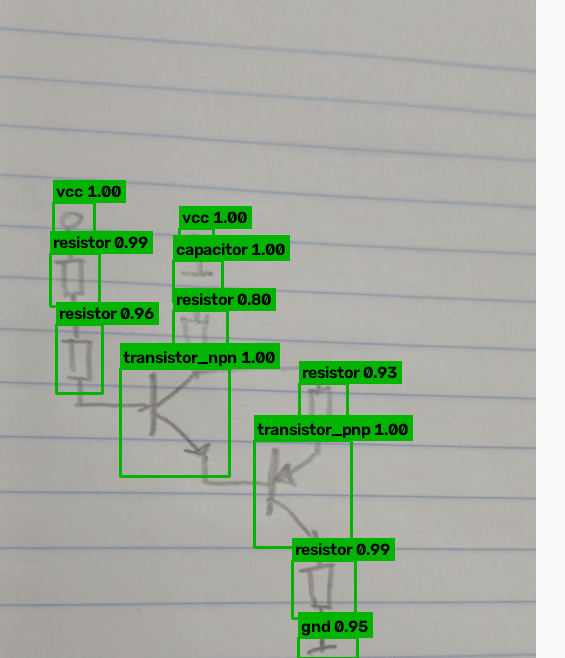 vcc 1.00
vcc 1.00
resistor 0.99
capacitor 1.00
resistor 0.96
resistor 0.80
transistor_npn 1.00
resistor 0.93
transistor_pnp 1.00
resistor 0.99
gnd 0.95